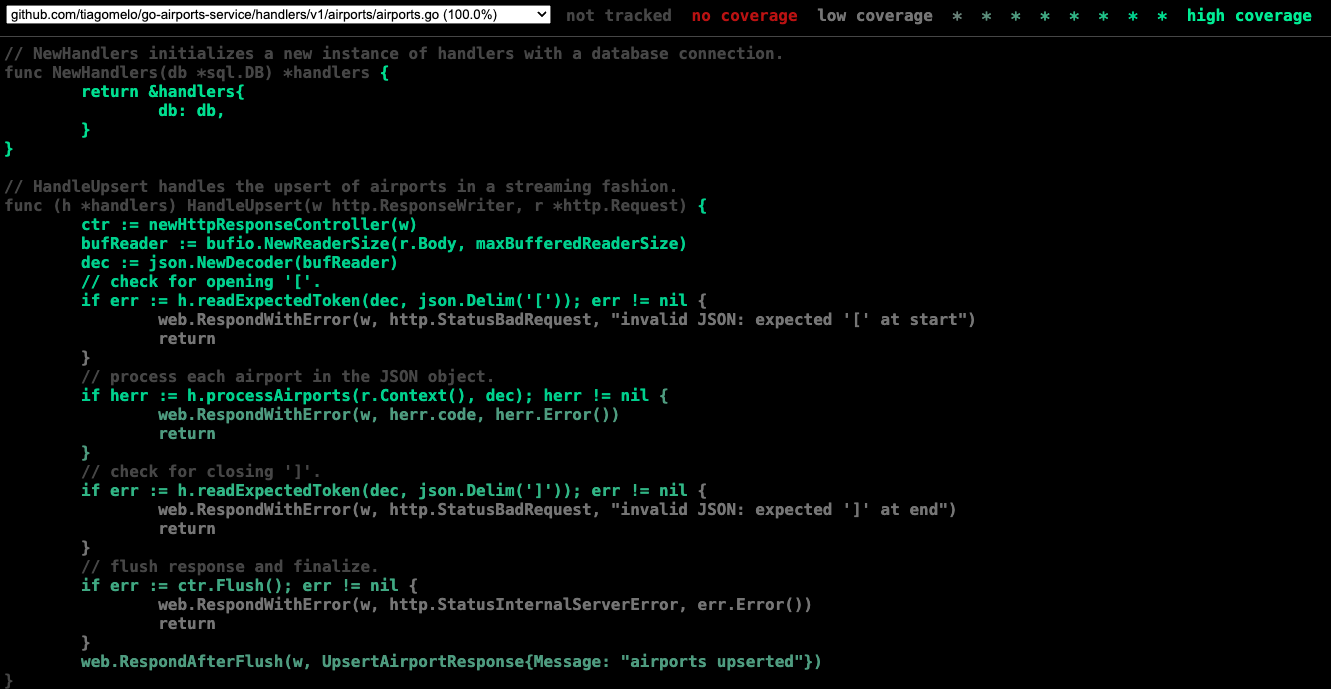 github.com/tiagomelo/go-airports-service/handlers/v1/airports/airports.go (100.0%) not tracked no coverage low coverage * * * * * * * * high coverage
// NewHandlers initializes a new instance of handlers with a database connection.
func NewHandlers(db *sql.DB) *handlers {
        return &handlers{
                db: db,
        }
}

// HandleUpsert handles the upsert of airports in a streaming fashion.
func (h *handlers) HandleUpsert(w http.ResponseWriter, r *http.Request) {
        ctr := newHttpResponseController(w)
        bufReader := bufio.NewReaderSize(r.Body, maxBufferedReaderSize)
        dec := json.NewDecoder(bufReader)
        // check for opening '['.
        if err := h.readExpectedToken(dec, json.Delim('[')); err != nil {
                web.RespondWithError(w, http.StatusBadRequest, "invalid JSON: expected '[' at start")
                return
        }
        // process each airport in the JSON object.
        if herr := h.processAirports(r.Context(), dec); herr != nil {
                web.RespondWithError(w, herr.code, herr.Error())
                return
        }
        // check for closing ']'.
        if err := h.readExpectedToken(dec, json.Delim(']')); err != nil {
                web.RespondWithError(w, http.StatusBadRequest, "invalid JSON: expected ']' at end")
                return
        }
        // flush response and finalize.
        if err := ctr.Flush(); err != nil {
                web.RespondWithError(w, http.StatusInternalServerError, err.Error())
                return
        }
        web.RespondAfterFlush(w, UpsertAirportResponse{Message: "airports upserted"})
}